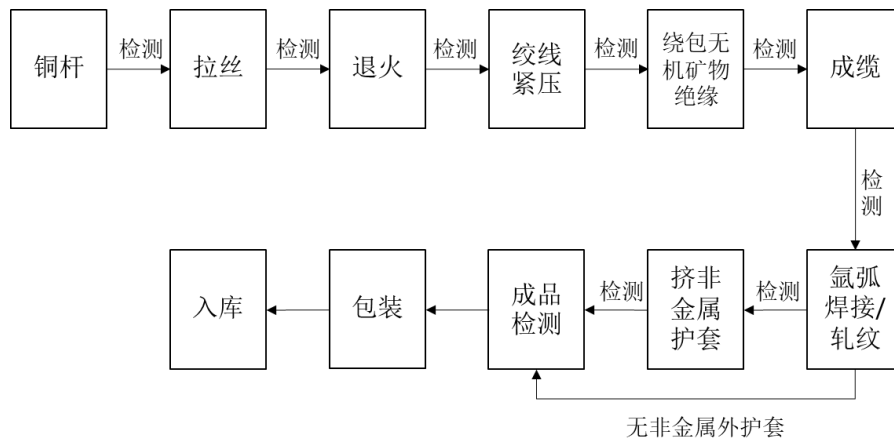 铜杆
检测
拉丝
检测
退火
检测
绞线
紧压
检测
绕包无
机矿物
绝缘
检测
成缆
检
测
氩弧
焊接/
轧纹
检测
挤非
金属
护套
检测
成品
检测
包装
入库
无非金属外护套